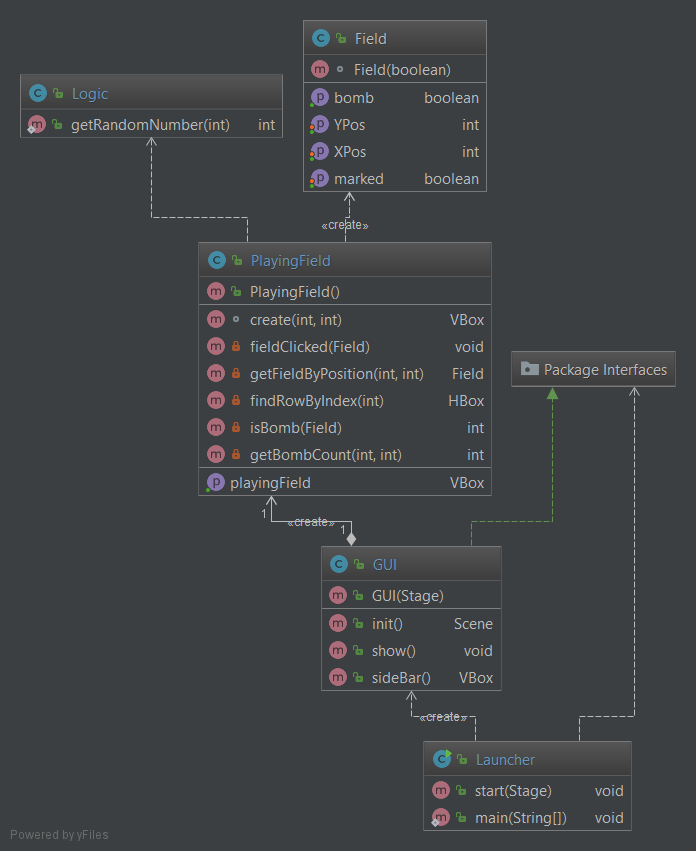 C Field
m Field(boolean)
p bomb boolean
p YPos int
p XPos int
p marked boolean
C Logic
m getRandomNumber(int) int
«create»
C PlayingField
m PlayingField()
m create(int, int) VBox
m fieldClicked(Field) void
m getFieldByPosition(int, int) Field
m findRowByIndex(int) HBox
m isBomb(Field) int
m getBombCount(int, int) int
p playingField VBox
Package Interfaces
1 «create» 1
C GUI
m GUI(Stage)
m init() Scene
m show() void
m sideBar() VBox
«create»
C Launcher
m start(Stage) void
m main(String[]) void
Powered by yFiles